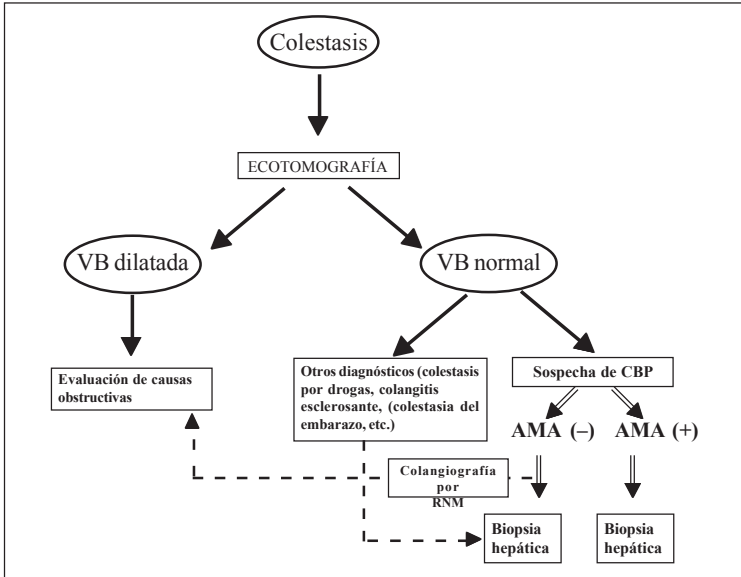 Colestasis
ECOTOMOGRAFÍA
VB dilatada
VB normal
Evaluación de causas
obstructivas
Otros diagnósticos (colestasis
por drogas, colangitis
esclerosante, (colestasia del
embarazo, etc.)
Sospecha de CBP
AMA (–)
AMA (+)
Colangiografía
por
RNM
Biopsia
hepática
Biopsia
hepática